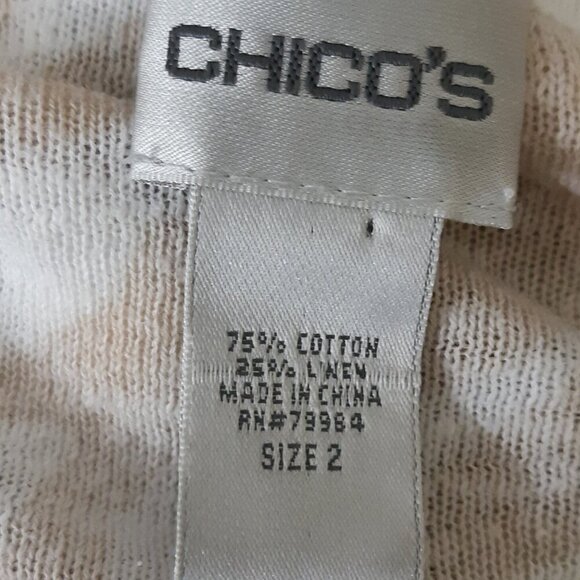 CHICO'S
75% COTTON
25% LINEN
MADE IN CHINA
RN#79984
SIZE 2